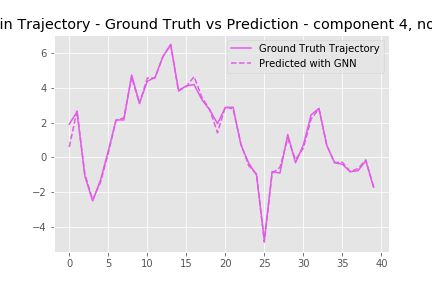 in Trajectory - Ground Truth vs Prediction - component 4, no
Ground Truth Trajectory
Predicted with GNN
6
4
2
0
−2
−4
0 5 10 15 20 25 30 35 40